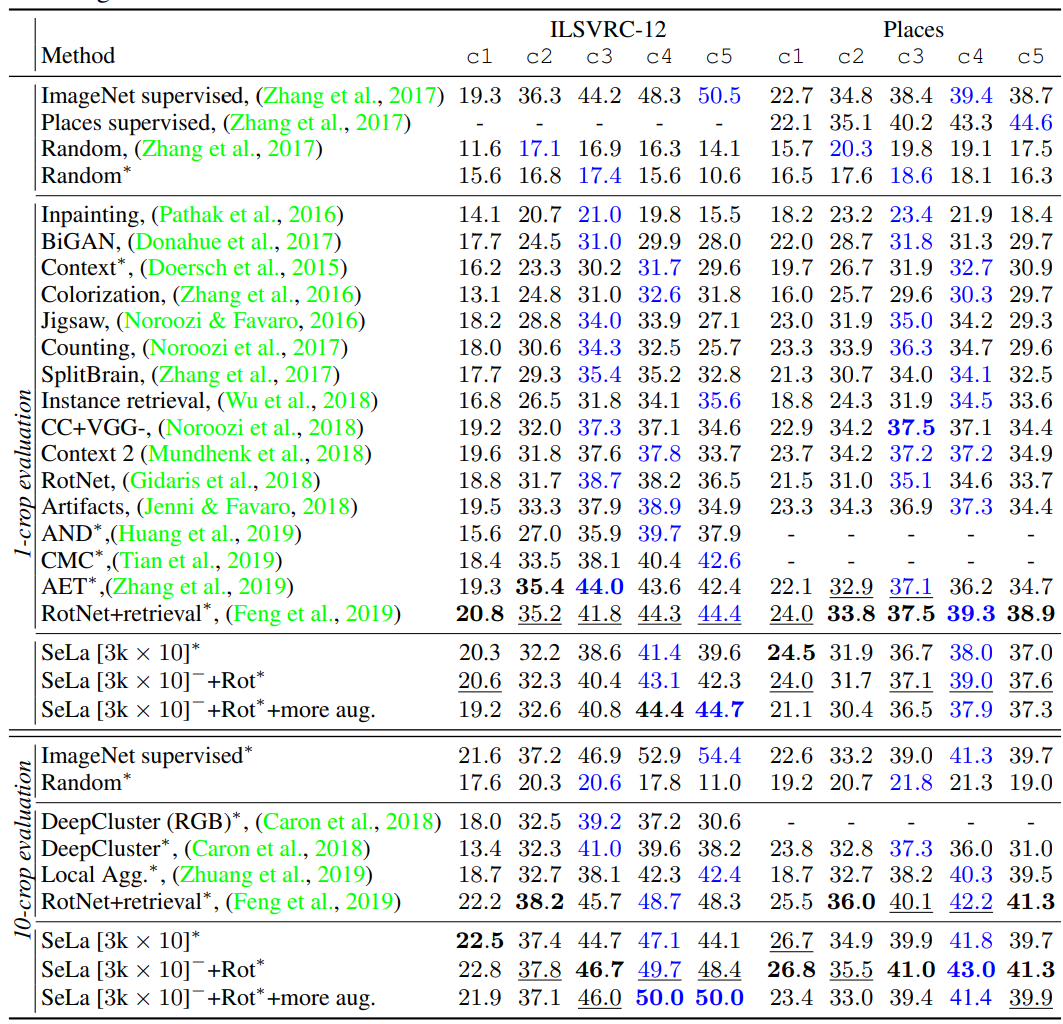 ILSVRC-12 Places
Method c1 c2 c3 c4 c5 c1 c2 c3 c4 c5
ImageNet supervised, (Zhang et al., 2017) 19.3 36.3 44.2 48.3 50.5 22.7 34.8 38.4 39.4 38.7
Places supervised, (Zhang et al., 2017) - - - - - 22.1 35.1 40.2 43.3 44.6
Random, (Zhang et al., 2017) 11.6 17.1 16.9 16.3 14.1 15.7 20.3 19.8 19.1 17.5
Random* 15.6 16.8 17.4 15.6 10.6 16.5 17.6 18.6 18.1 16.3
1-crop evaluation
Inpainting, (Pathak et al., 2016) 14.1 20.7 21.0 19.8 15.5 18.2 23.2 23.4 21.9 18.4
BiGAN, (Donahue et al., 2017) 17.7 24.5 31.0 29.9 28.0 22.0 28.7 31.8 31.3 29.7
Context*, (Doersch et al., 2015) 16.2 23.3 30.2 31.7 29.6 19.7 26.7 31.9 32.7 30.9
Colorization, (Zhang et al., 2016) 13.1 24.8 31.0 32.6 31.8 16.0 25.7 29.6 30.3 29.7
Jigsaw, (Noroozi & Favaro, 2016) 18.2 28.8 34.0 33.9 27.1 23.0 31.9 35.0 34.2 29.3
Counting, (Noroozi et al., 2017) 18.0 30.6 34.3 32.5 25.7 23.3 33.9 36.3 34.7 29.6
SplitBrain, (Zhang et al., 2017) 17.7 29.3 35.4 35.2 32.8 21.3 30.7 34.0 34.1 32.5
Instance retrieval, (Wu et al., 2018) 16.8 26.5 31.8 34.1 35.6 18.8 24.3 31.9 34.5 33.6
CC+VGG-, (Noroozi et al., 2018) 19.2 32.0 37.3 37.1 34.6 22.9 34.2 37.5 37.1 34.4
Context 2 (Mundhenk et al., 2018) 19.6 31.8 37.6 37.8 33.7 23.7 34.2 37.2 37.2 34.9
RotNet, (Gidaris et al., 2018) 18.8 31.7 38.7 38.2 36.5 21.5 31.0 35.1 34.6 33.7
Artifacts, (Jenni & Favaro, 2018) 19.5 33.3 37.9 38.9 34.9 23.3 34.3 36.9 37.3 34.4
AND*,(Huang et al., 2019) 15.6 27.0 35.9 39.7 37.9 - - - - -
CMC*,(Tian et al., 2019) 18.4 33.5 38.1 40.4 42.6 - - - - -
AET*,(Zhang et al., 2019) 19.3 35.4 44.0 43.6 42.4 22.1 32.9 37.1 36.2 34.7
RotNet+retrieval*, (Feng et al., 2019) 20.8 35.2 41.8 44.3 44.4 24.0 33.8 37.5 39.3 38.9
SeLa [3k × 10]* 20.3 32.2 38.6 41.4 39.6 24.5 31.9 36.7 38.0 37.0
SeLa [3k × 10]⁻+Rot* 20.6 32.3 40.4 43.1 42.3 24.0 31.7 37.1 39.0 37.6
SeLa [3k × 10]⁻+Rot*+more aug. 19.2 32.6 40.8 44.4 44.7 21.1 30.4 36.5 37.9 37.3
10-crop evaluation
ImageNet supervised* 21.6 37.2 46.9 52.9 54.4 22.6 33.2 39.0 41.3 39.7
Random* 17.6 20.3 20.6 17.8 11.0 19.2 20.7 21.8 21.3 19.0
DeepCluster (RGB)*, (Caron et al., 2018) 18.0 32.5 39.2 37.2 30.6 - - - - -
DeepCluster*, (Caron et al., 2018) 13.4 32.3 41.0 39.6 38.2 23.8 32.8 37.3 36.0 31.0
Local Agg.*, (Zhuang et al., 2019) 18.7 32.7 38.1 42.3 42.4 18.7 32.7 38.2 40.3 39.5
RotNet+retrieval*, (Feng et al., 2019) 22.2 38.2 45.7 48.7 48.3 25.5 36.0 40.1 42.2 41.3
SeLa [3k × 10]* 22.5 37.4 44.7 47.1 44.1 26.7 34.9 39.9 41.8 39.7
SeLa [3k × 10]⁻+Rot* 22.8 37.8 46.7 49.7 48.4 26.8 35.5 41.0 43.0 41.3
SeLa [3k × 10]⁻+Rot*+more aug. 21.9 37.1 46.0 50.0 50.0 23.4 33.0 39.4 41.4 39.9